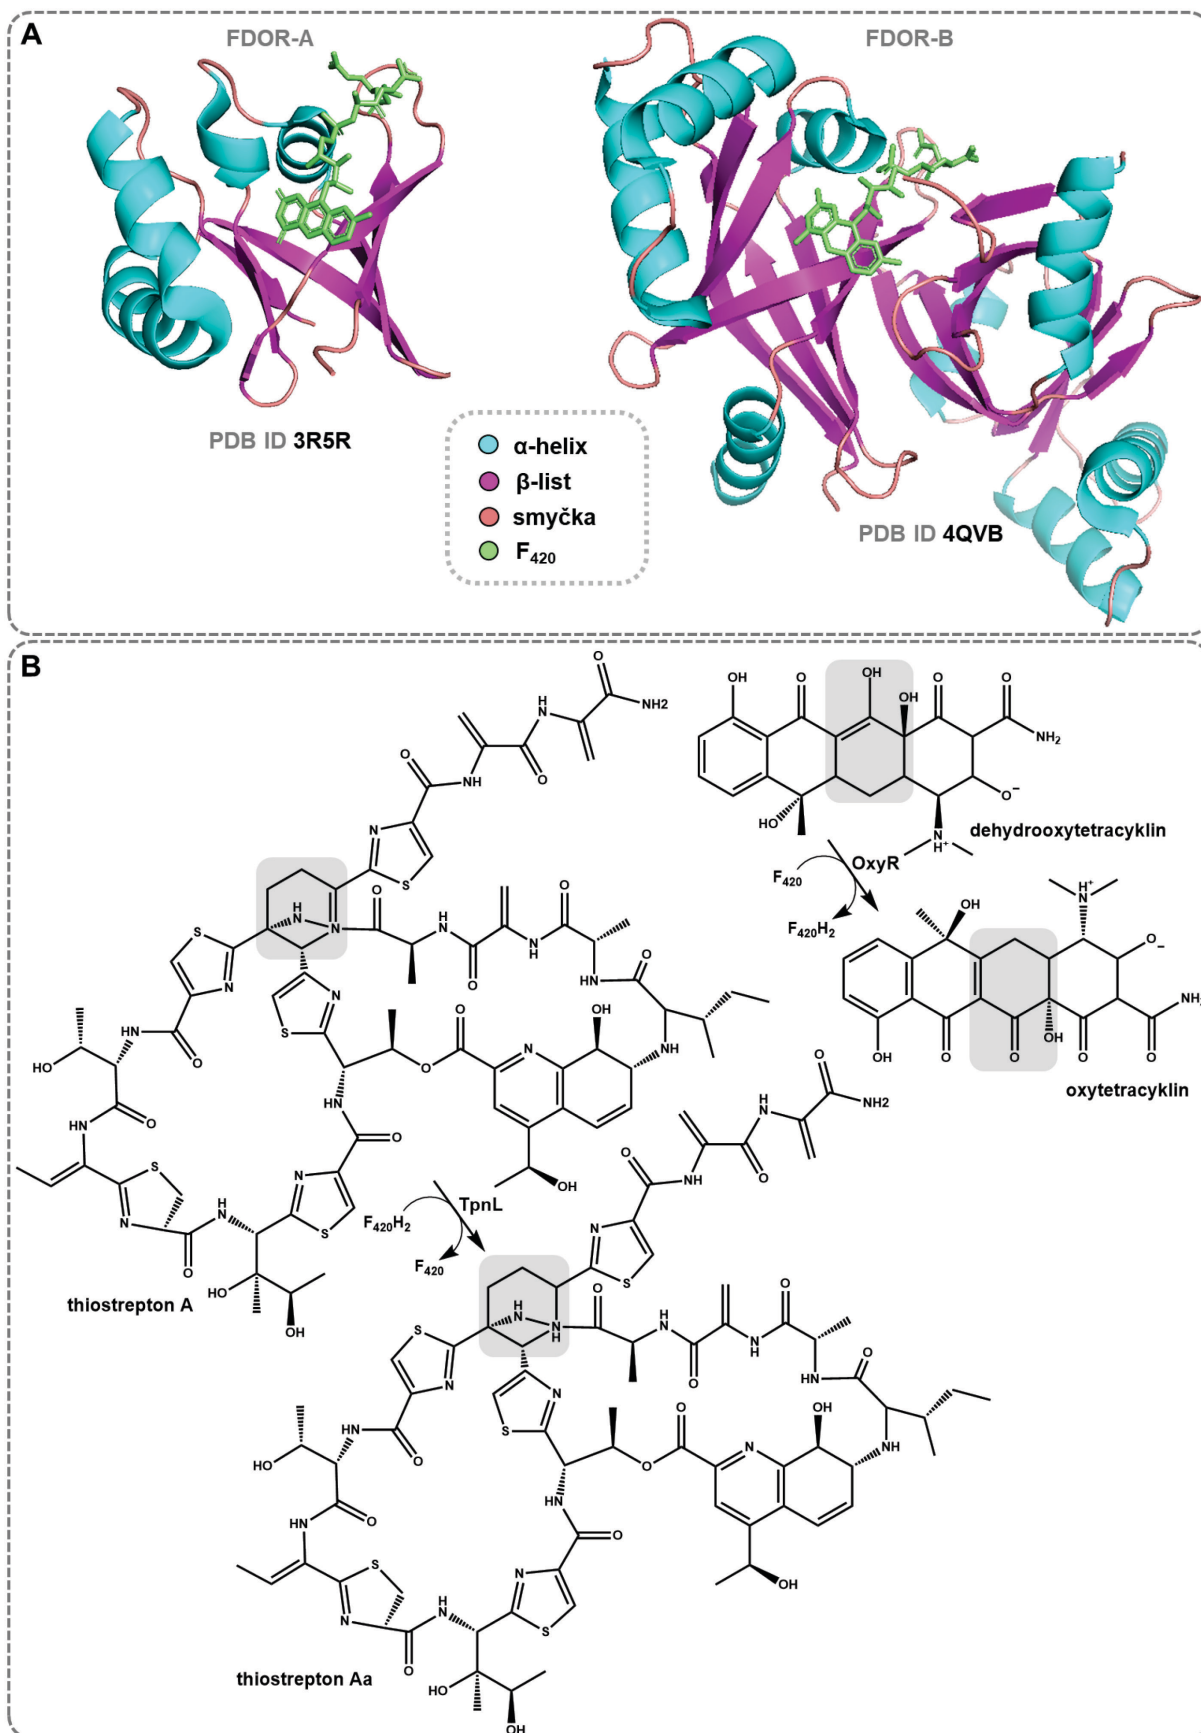 A
FDOR-A
FDOR-B
PDB ID 3R5R
α-helix
β-list
smyčka
F₄₂₀
PDB ID 4QVB
B
dehydrooxytetracyklin
OxyR
F₄₂₀
F₄₂₀H₂
oxytetracyklin
TpnL
F₄₂₀H₂
F₄₂₀
thiostrepton A
thiostrepton Aa